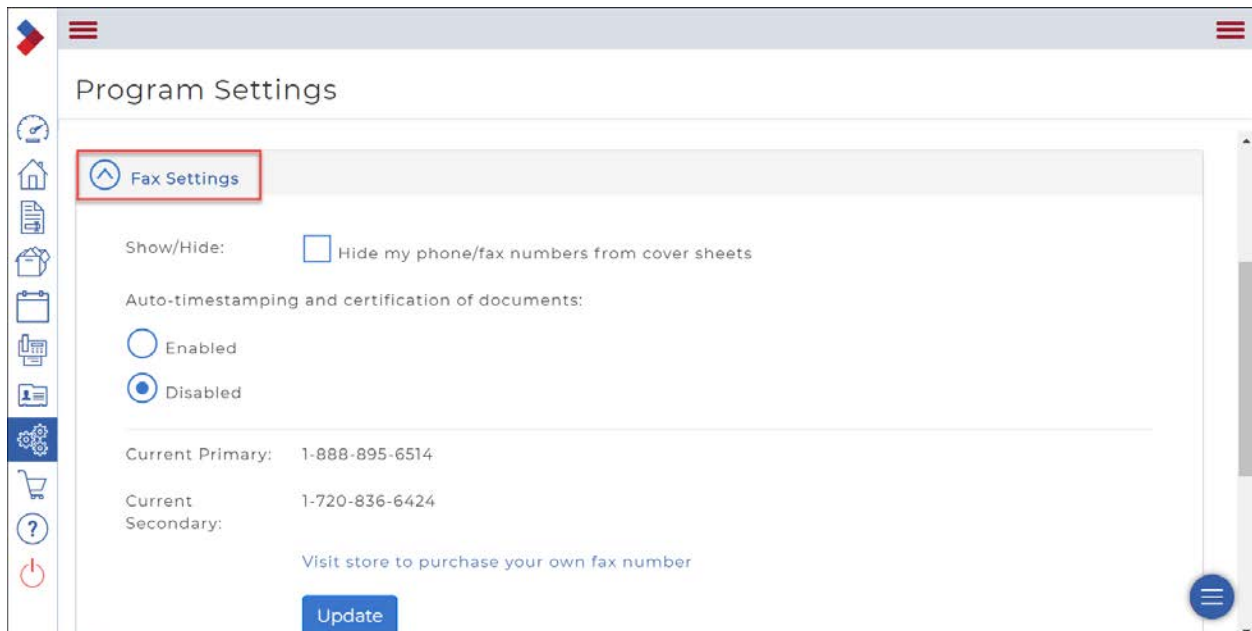 Program Settings
Fax Settings
Show/Hide:
Hide my phone/fax numbers from cover sheets
Auto-timestamping and certification of documents:
Enabled
Disabled
Current Primary: 1-888-895-6514
Current 1-720-836-6424
Secondary:
Visit store to purchase your own fax number
Update